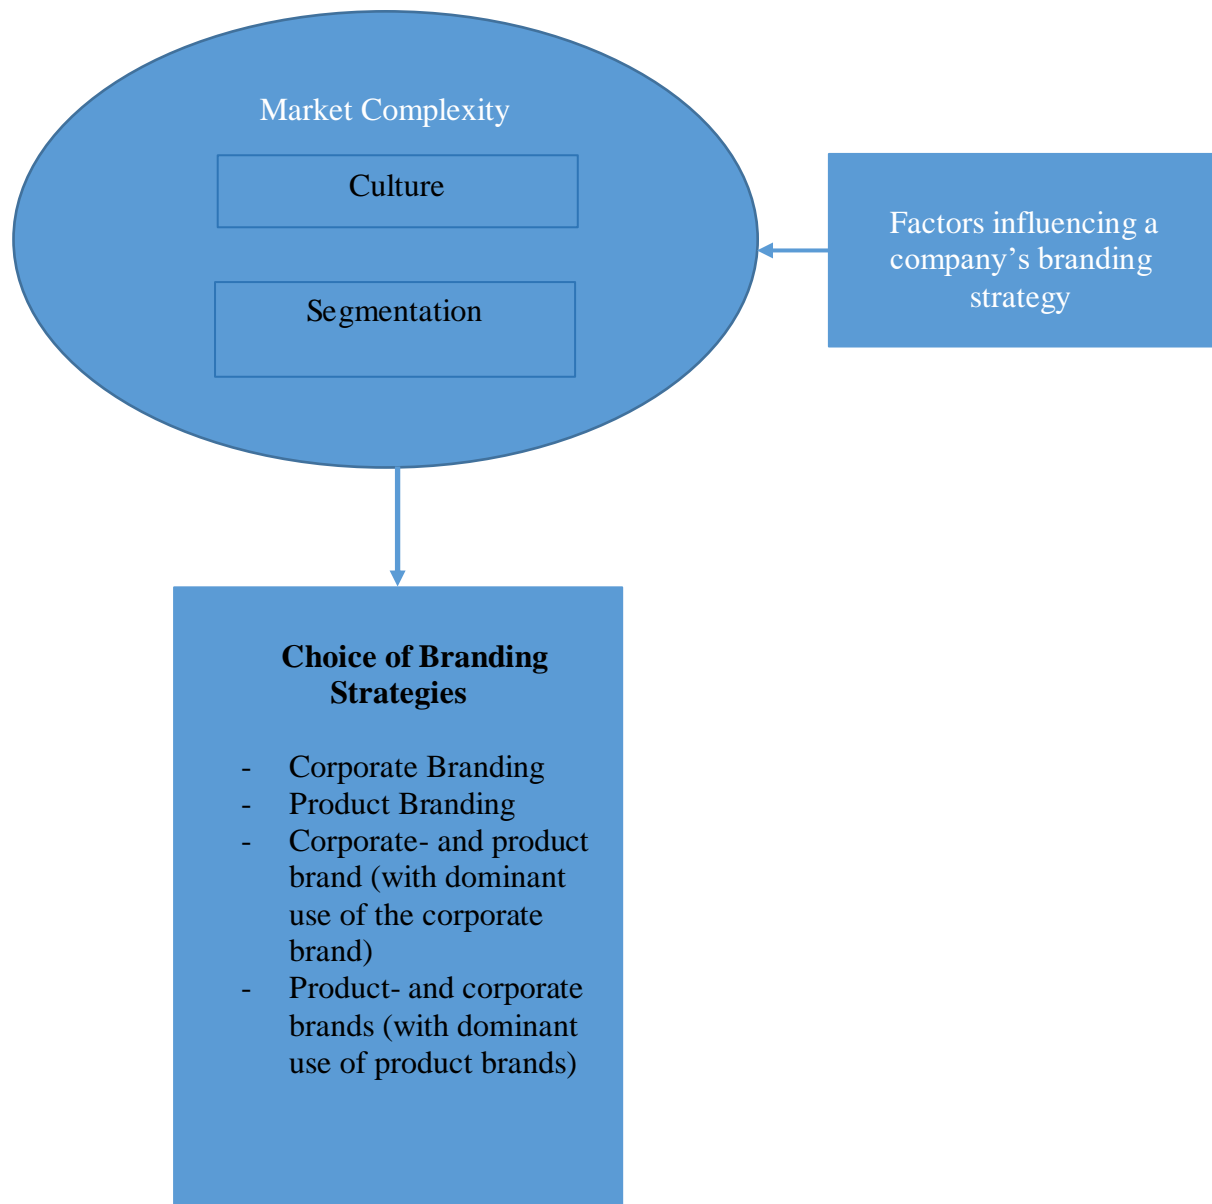 Market Complexity
Culture
Segmentation
Factors influencing a
company’s branding
strategy
Choice of Branding
Strategies
- Corporate Branding
- Product Branding
- Corporate- and product
brand (with dominant
use of the corporate
brand)
- Product- and corporate
brands (with dominant
use of product brands)